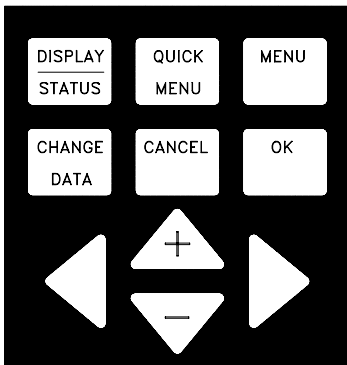 DISPLAY QUICK MENU
STATUS MENU
CHANGE CANCEL OK
DATA
+
−